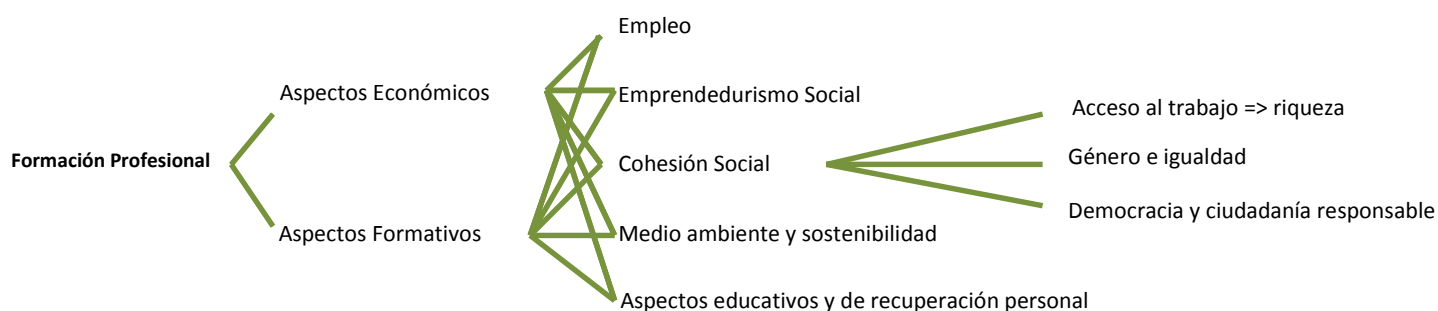 Formación Profesional
Aspectos Económicos
Aspectos Formativos
Empleo
Emprendedurismo Social
Cohesión Social
Medio ambiente y sostenibilidad
Aspectos educativos y de recuperación personal
Acceso al trabajo => riqueza
Género e igualdad
Democracia y ciudadanía responsable